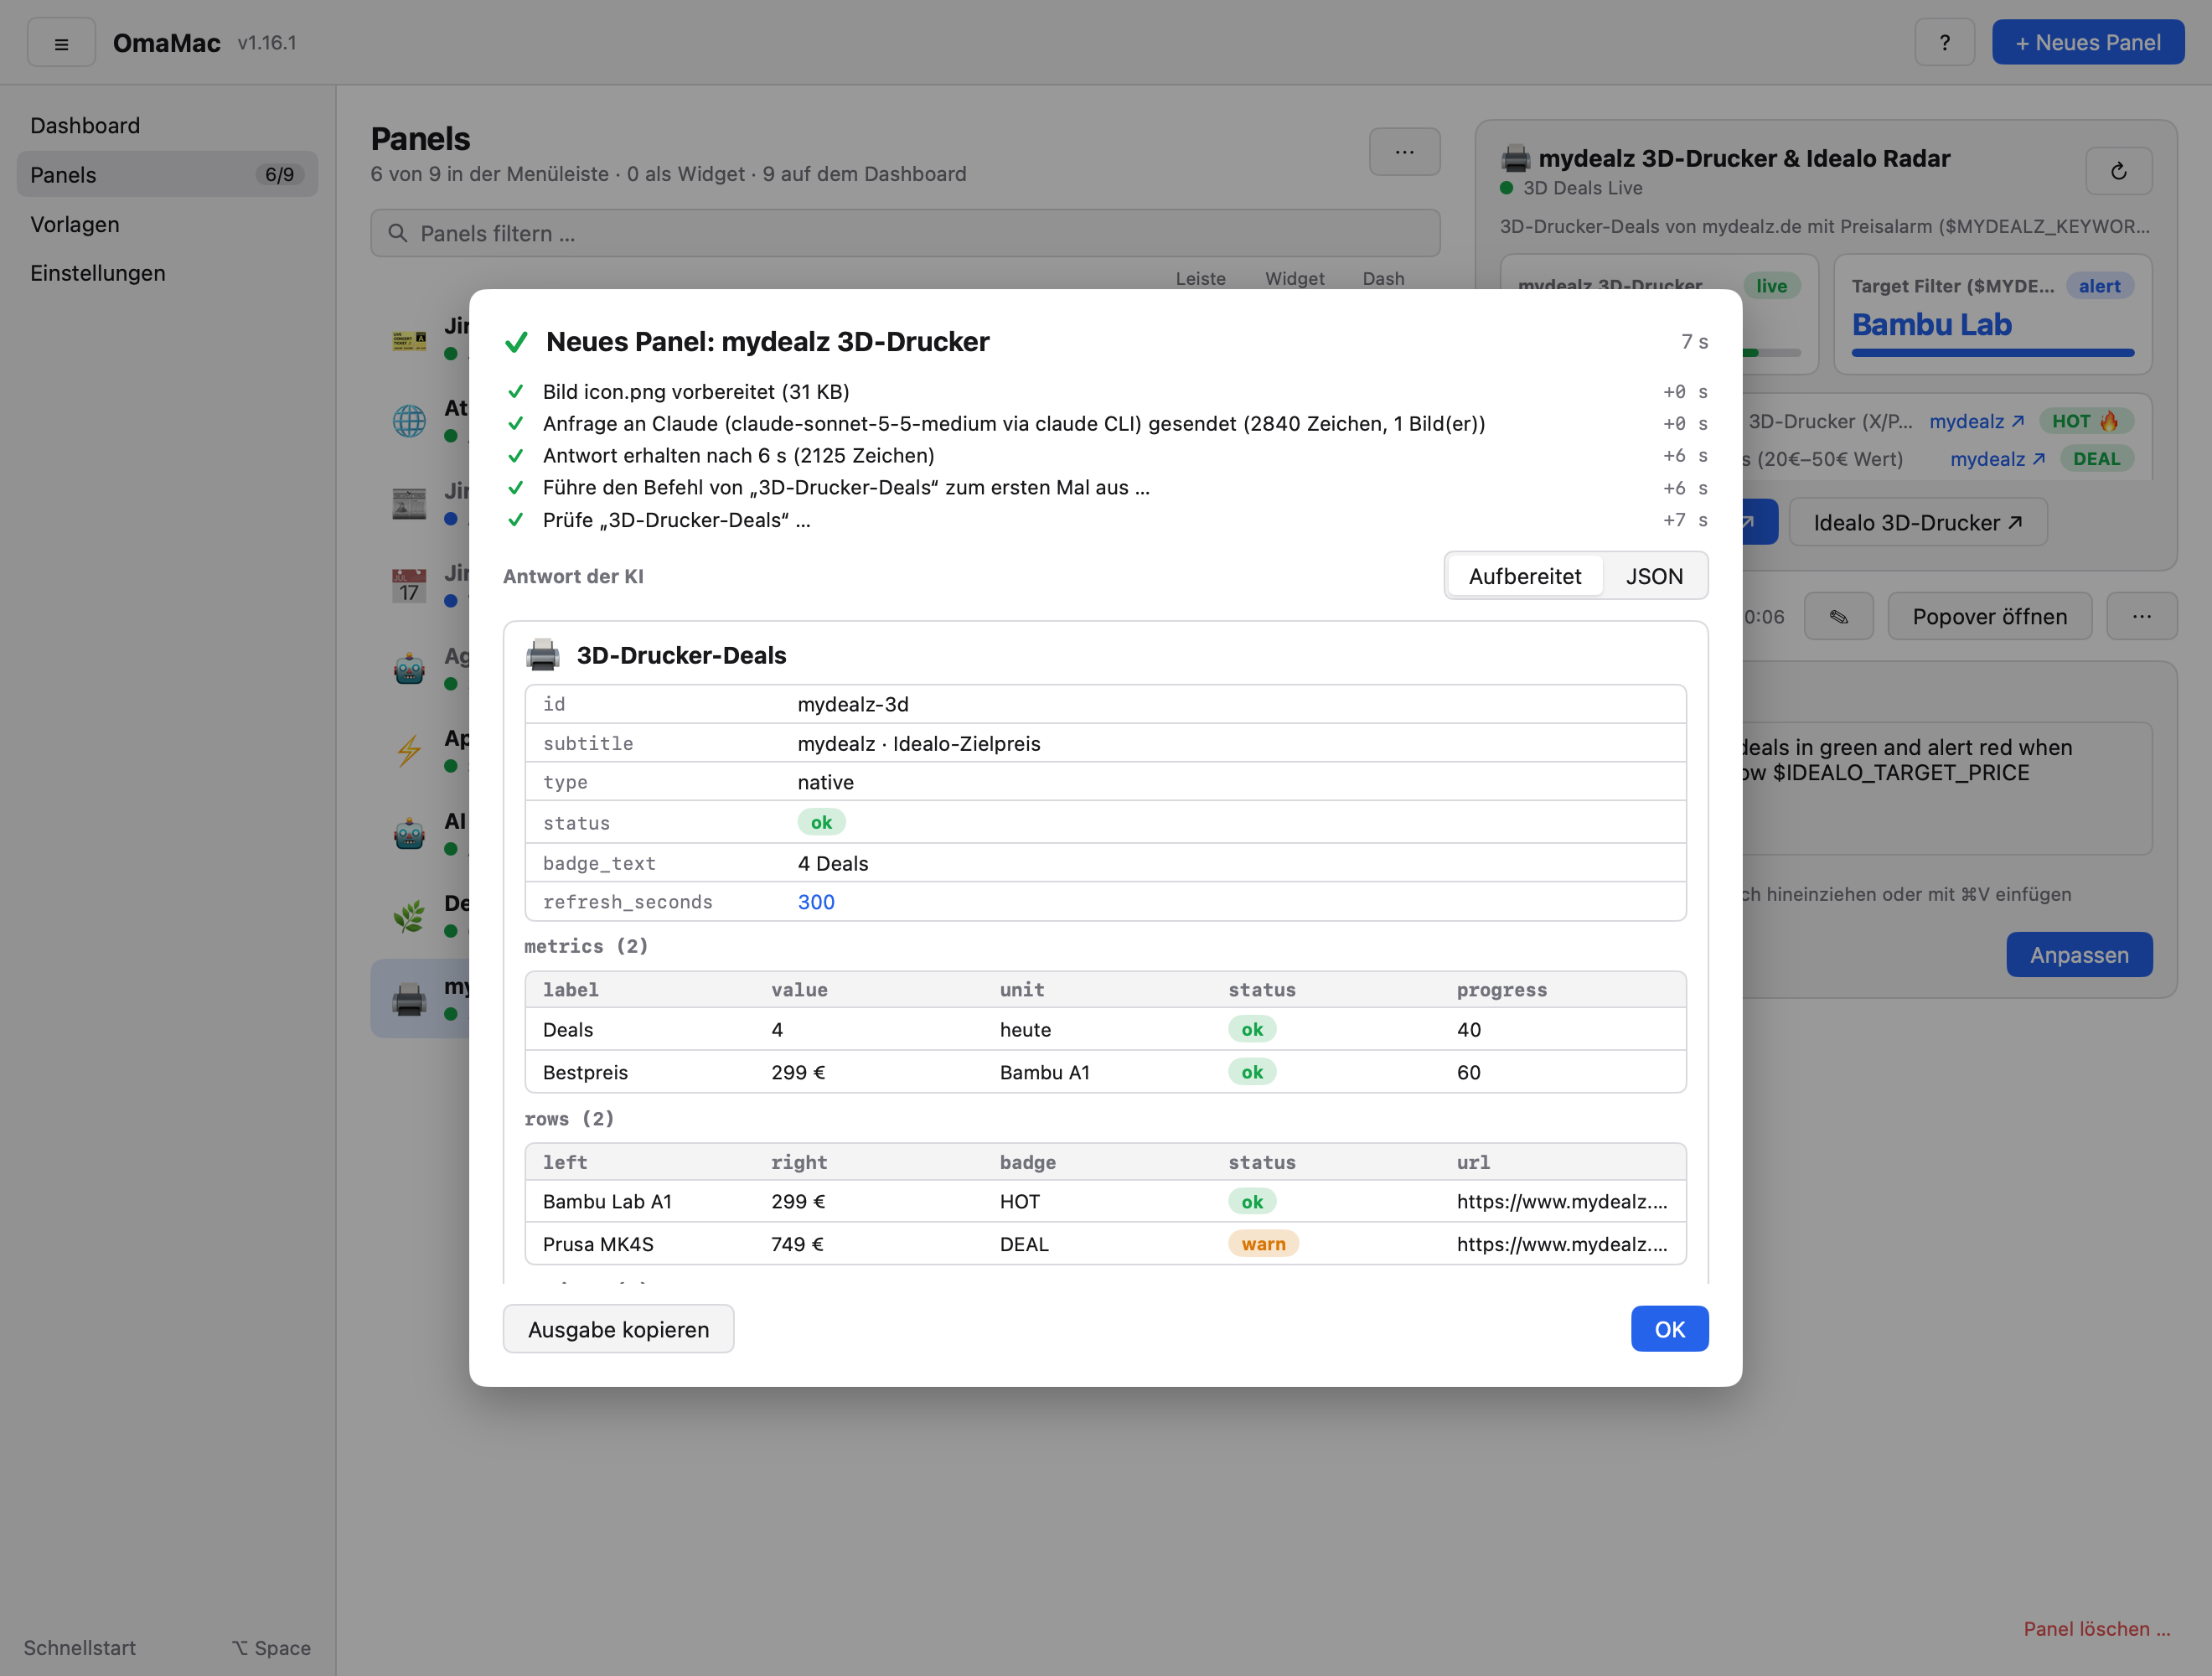 ≡ OmaMac v1.16.1 ? + Neues Panel
Dashboard
Panels 6/9
Vorlagen
Einstellungen
Schnellstart ⌥ Space
Panels ...
6 von 9 in der Menüleiste · 0 als Widget · 9 auf dem Dashboard
Panels filtern ...
Leiste Widget Dash
Neues Panel: mydealz 3D-Drucker 7 s
Bild icon.png vorbereitet (31 KB) +0 s
Anfrage an Claude (claude-sonnet-5-5-medium via claude CLI) gesendet (2840 Zeichen, 1 Bild(er)) +0 s
Antwort erhalten nach 6 s (2125 Zeichen) +6 s
Führe den Befehl von „3D-Drucker-Deals“ zum ersten Mal aus ... +6 s
Prüfe „3D-Drucker-Deals“ ... +7 s
Antwort der KI Aufbereitet JSON
3D-Drucker-Deals
id mydealz-3d
subtitle mydealz · Idealo-Zielpreis
type native
status ok
badge_text 4 Deals
refresh_seconds 300
metrics (2)
label value unit status progress
Deals 4 heute ok 40
Bestpreis 299 € Bambu A1 ok 60
rows (2)
left right badge status url
Bambu Lab A1 299 € HOT ok https://www.mydealz....
Prusa MK4S 749 € DEAL warn https://www.mydealz....
Ausgabe kopieren OK
mydealz 3D-Drucker & Idealo Radar
3D Deals Live
3D-Drucker-Deals von mydealz.de mit Preisalarm ($MYDEALZ_KEYWOR...
mydealz 3D-Drucker live
Target Filter ($MYDE... alert
Bambu Lab
3D-Drucker (X/P... mydealz ↗ HOT 🔥
(20€–50€ Wert) mydealz ↗ DEAL
↗ Idealo 3D-Drucker ↗
0:06 ✎ Popover öffnen ...
deals in green and alert red when
$IDEALO_TARGET_PRICE
hineinziehen oder mit ⌘V einfügen
Anpassen
Panel löschen ...